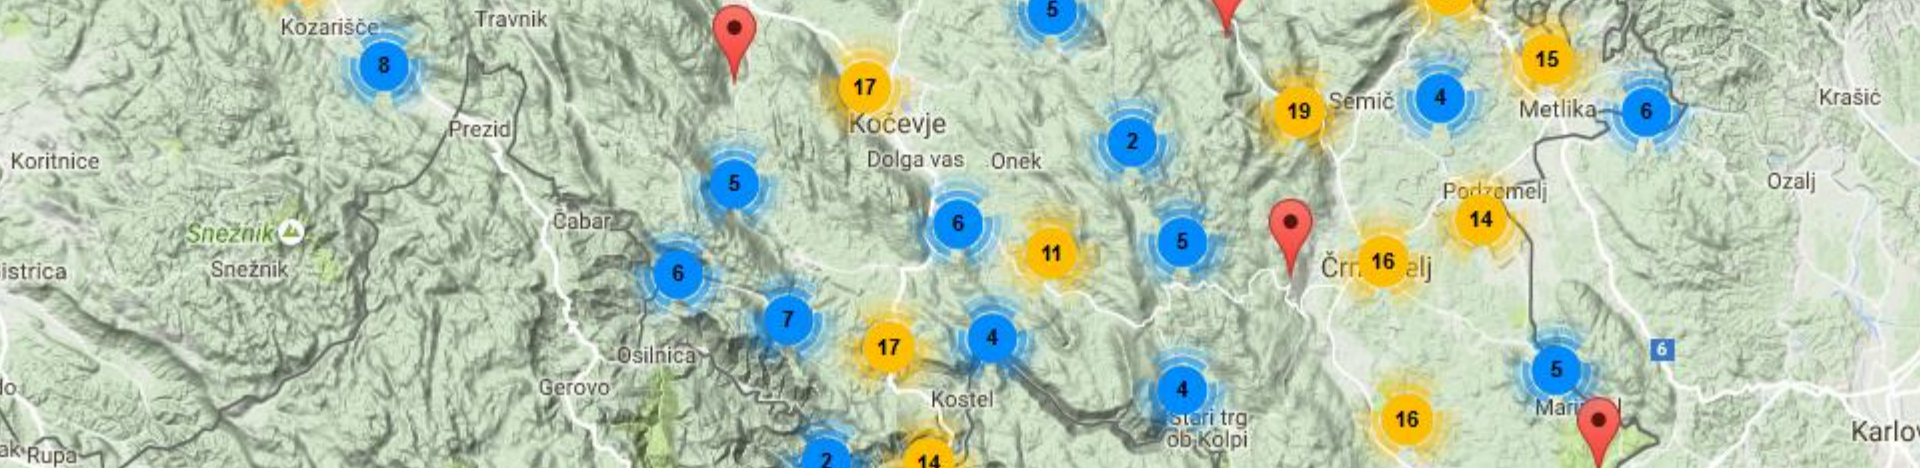 Kozarišče
Travnik
5
15
8
17
4
Krašić
19
Semič
Metlika
6
Kočevje
Prezid
2
Koritnice
Dolga vas
Onek
5
Ozalj
14
Čabar
6
Snežnik
5
11
16
Snežnik
istrica
6
7
4
17
6
Osilnica
5
Gerovo
4
Kostel
16
Stari trg
ob Kolpi
Rupa
2
14